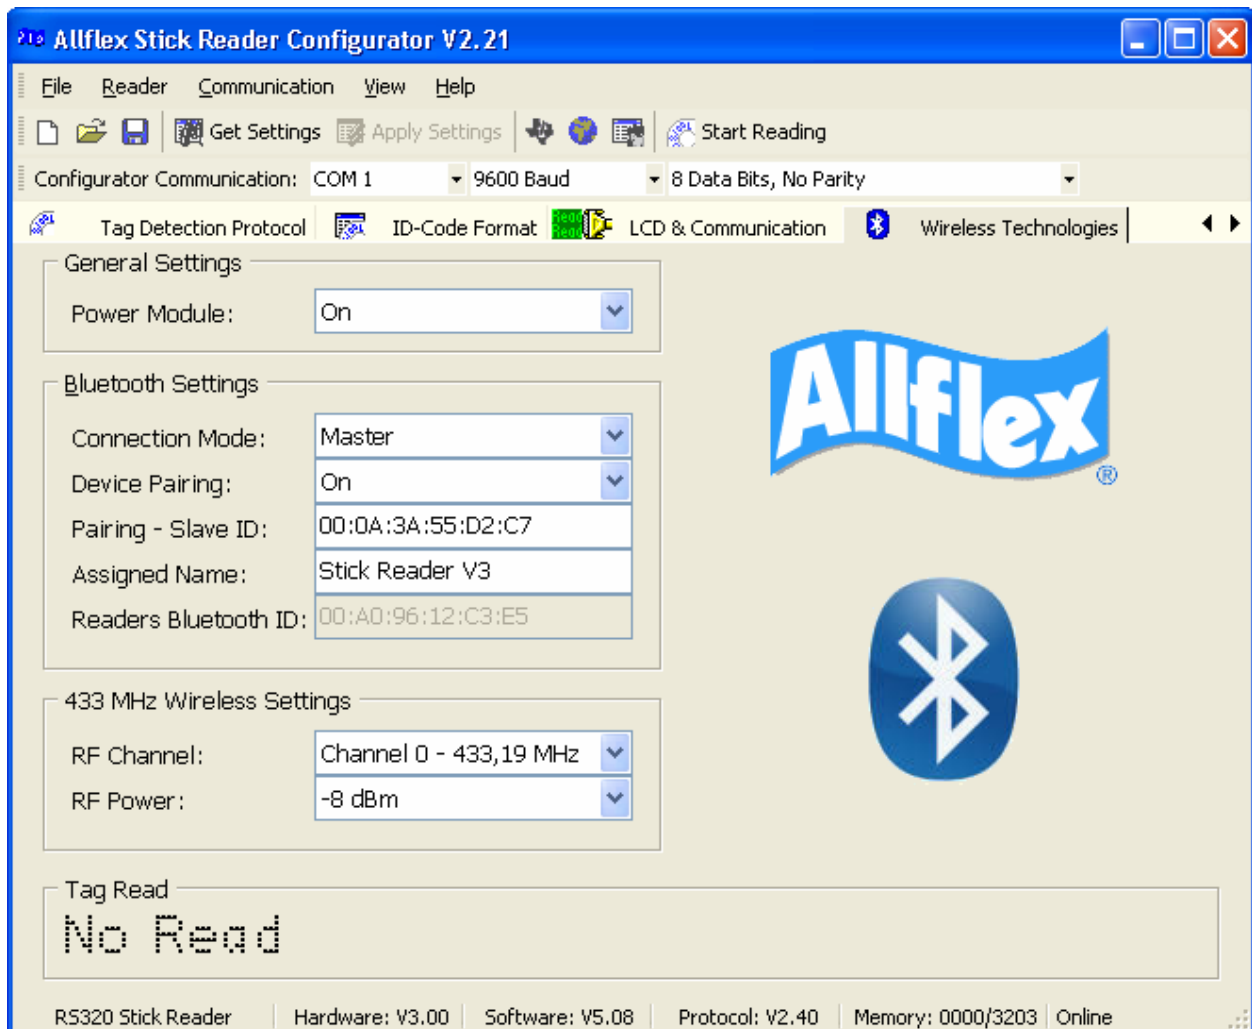 Allflex Stick Reader Configurator V2.21
File Reader Communication View Help
Get Settings Apply Settings Start Reading
Configurator Communication: COM 1 9600 Baud 8 Data Bits, No Parity
Tag Detection Protocol ID-Code Format Read Read LCD & Communication Wireless Technologies
General Settings
Power Module: On
Bluetooth Settings
Connection Mode: Master
Device Pairing: On
Pairing - Slave ID: 00:0A:3A:55:D2:C7
Assigned Name: Stick Reader V3
Readers Bluetooth ID: 00:A0:96:12:C3:E5
433 MHz Wireless Settings
RF Channel: Channel 0 - 433,19 MHz
RF Power: -8 dBm
Allflex ®
Tag Read
No Read
RS320 Stick Reader Hardware: V3.00 Software: V5.08 Protocol: V2.40 Memory: 0000/3203 Online